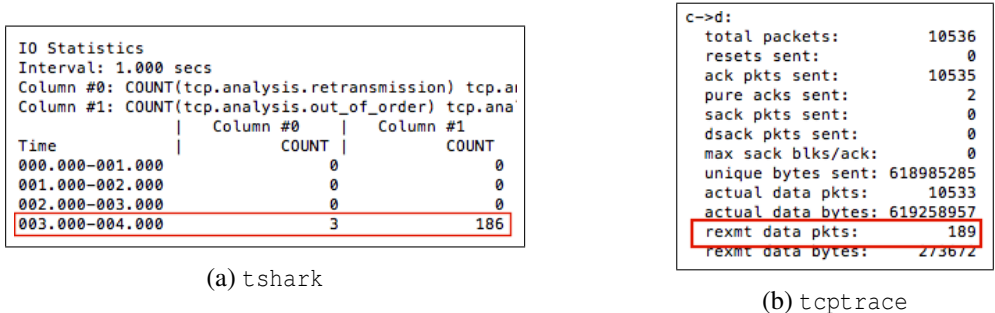 IO Statistics
Interval: 1.000 secs
Column #0: COUNT(tcp.analysis.retransmission) tcp.a
Column #1: COUNT(tcp.analysis.out_of_order) tcp.ana
| Column #0 | Column #1
Time | COUNT | COUNT
000.000-001.000 0 0
001.000-002.000 0 0
002.000-003.000 0 0
003.000-004.000 3 186
(a) tshark
c->d:
total packets: 10536
resets sent: 0
ack pkts sent: 10535
pure acks sent: 2
sack pkts sent: 0
dsack pkts sent: 0
max sack blks/ack: 0
unique bytes sent: 618985285
actual data pkts: 10533
actual data bytes: 619258957
rexmt data pkts: 189
rexmt data bytes: 273672
(b) tcptrace